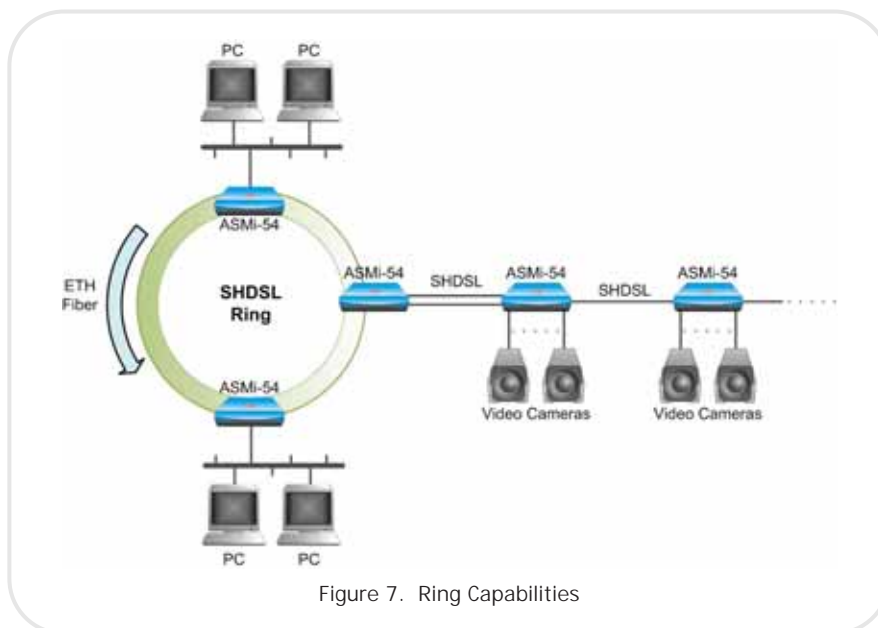 PC PC
ASMi-54
ETH
Fiber
SHDSL
Ring
ASMi-54 SHDSL ASMi-54 SHDSL ASMi-54
ASMi-54
Video Cameras Video Cameras
PC PC
Figure 7. Ring Capabilities